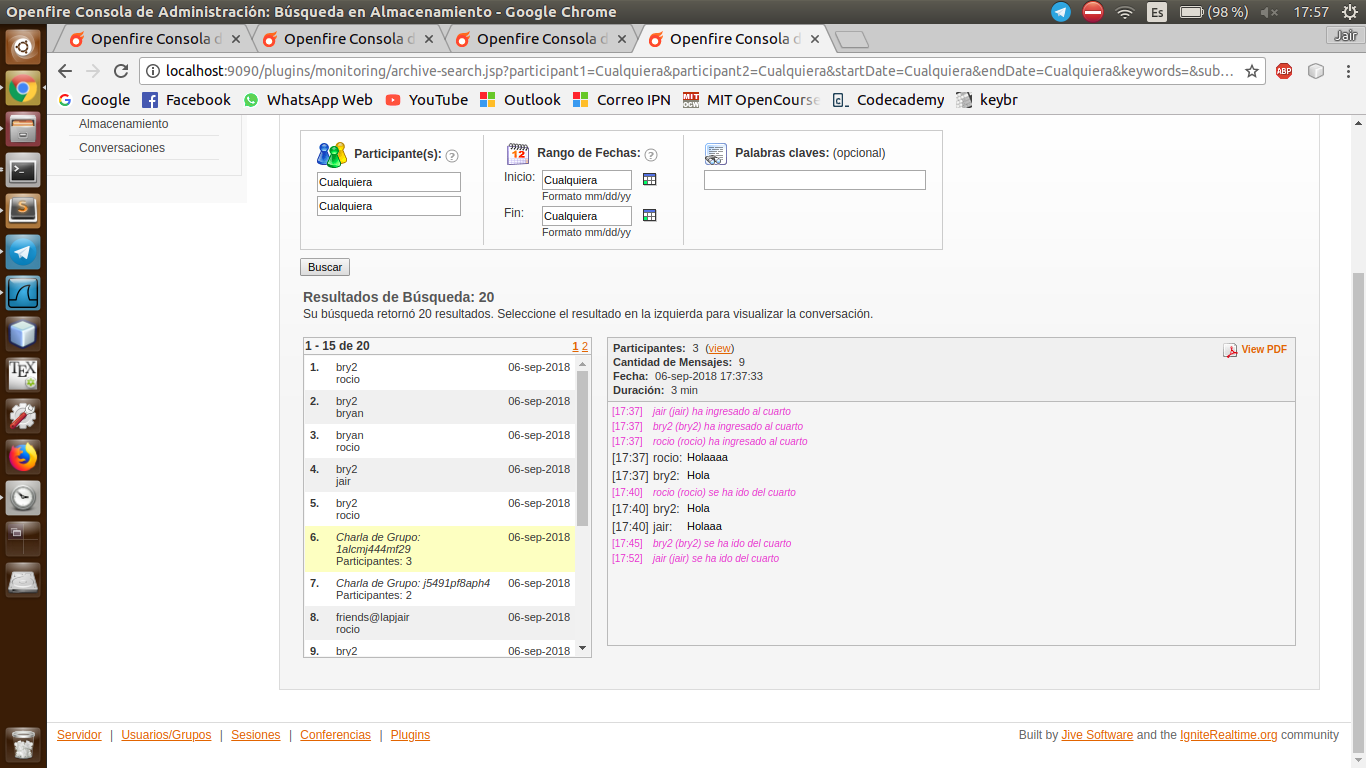 Openfire Consola de Administración: Búsqueda en Almacenamiento - Google Chrome
Es
(98 %)
17:57
Openfire Consola d
Openfire Consola d
Openfire Consola d
Openfire Consola d
Jair
localhost:9090/plugins/monitoring/archive-search.jsp?participant1=Cualquiera&participant2=Cualquiera&startDate=Cualquiera&endDate=Cualquiera&keywords=&sub...
ABP
Google
Facebook
WhatsApp Web
YouTube
Outlook
Correo IPN
MIT OpenCourse
Codecademy
keybr
Almacenamiento
Conversaciones
Participante(s):
Cualquiera
Cualquiera
12
Rango de Fechas:
Inicio:
Cualquiera
Formato mm/dd/yy
Fin:
Cualquiera
Formato mm/dd/yy
Palabras claves: (opcional)
Buscar
Resultados de Búsqueda: 20
Su búsqueda retornó 20 resultados. Seleccione el resultado en la izquierda para visualizar la conversación.
1 - 15 de 20
1 2
1. bry2 06-sep-2018
rocio
2. bry2 06-sep-2018
bryan
3. bryan 06-sep-2018
rocio
4. bry2 06-sep-2018
jair
5. bry2 06-sep-2018
rocio
6. Charla de Grupo: 06-sep-2018
1alcmj444mf29
Participantes: 3
7. Charla de Grupo: j5491pf8aph4 06-sep-2018
Participantes: 2
8. friends@lapjair 06-sep-2018
rocio
9. bry2 06-sep-2018
Participantes: 3 (view)
View PDF
Cantidad de Mensajes: 9
Fecha: 06-sep-2018 17:37:33
Duración: 3 min
[17:37] jair (jair) ha ingresado al cuarto
[17:37] bry2 (bry2) ha ingresado al cuarto
[17:37] rocio (rocio) ha ingresado al cuarto
[17:37] rocio: Holaaaa
[17:37] bry2: Hola
[17:40] rocio (rocio) se ha ido del cuarto
[17:40] bry2: Hola
[17:40] jair: Holaaa
[17:45] bry2 (bry2) se ha ido del cuarto
[17:52] jair (jair) se ha ido del cuarto
Servidor | Usuarios/Grupos | Sesiones | Conferencias | Plugins
Built by Jive Software and the IgniteRealtime.org community